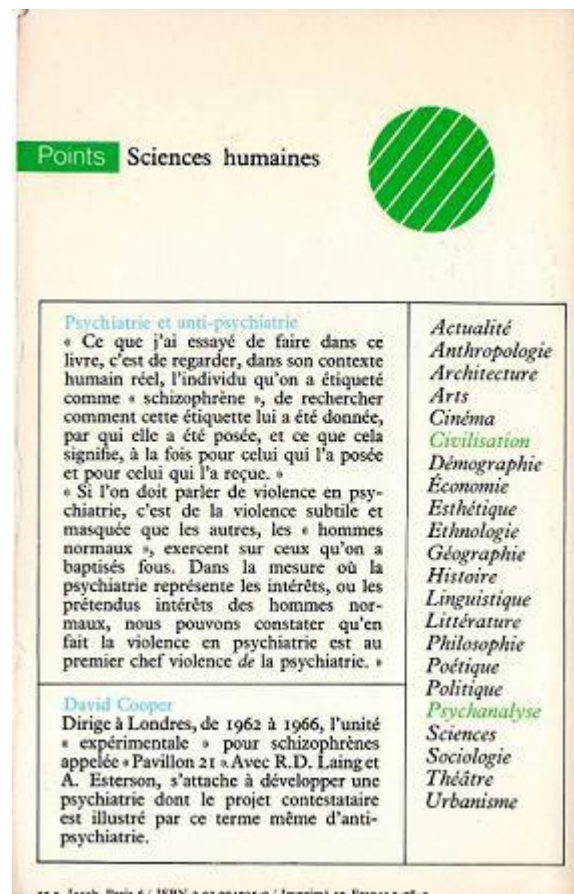 Points Sciences humaines
Psychiatrie et anti-psychiatrie
« Ce que j'ai essayé de faire dans ce
livre, c'est de regarder, dans son contexte
humain réel, l'individu qu'on a étiqueté
comme « schizophrène », de rechercher
comment cette étiquette lui a été donnée,
par qui elle a été posée, et ce que cela
signifie, à la fois pour celui qui l'a posée
et pour celui qui l'a reçue. »
« Si l'on doit parler de violence en psy-
chiatrie, c'est de la violence subtile et
masquée que les autres, les « hommes
normaux », exercent sur ceux qu'on a
baptisés fous. Dans la mesure où la
psychiatrie représente les intérêts, ou les
prétendus intérêts des hommes nor-
maux, nous pouvons constater qu'en
fait la violence en psychiatrie est au
premier chef violence de la psychiatrie. »
David Cooper
Dirige à Londres, de 1962 à 1966, l'unité
« expérimentale » pour schizophrènes
appelée « Pavillon 21 ». Avec R.D. Laing et
A. Esterson, s'attache à développer une
psychiatrie dont le projet contestataire
est illustré par ce terme même d'anti-
psychiatrie.
Actualité
Anthropologie
Architecture
Arts
Cinéma
Civilisation
Démographie
Économie
Esthétique
Ethnologie
Géographie
Histoire
Linguistique
Littérature
Philosophie
Poétique
Politique
Psychanalyse
Sciences
Sociologie
Théâtre
Urbanisme
Jacob, Paris 6 / ISBN